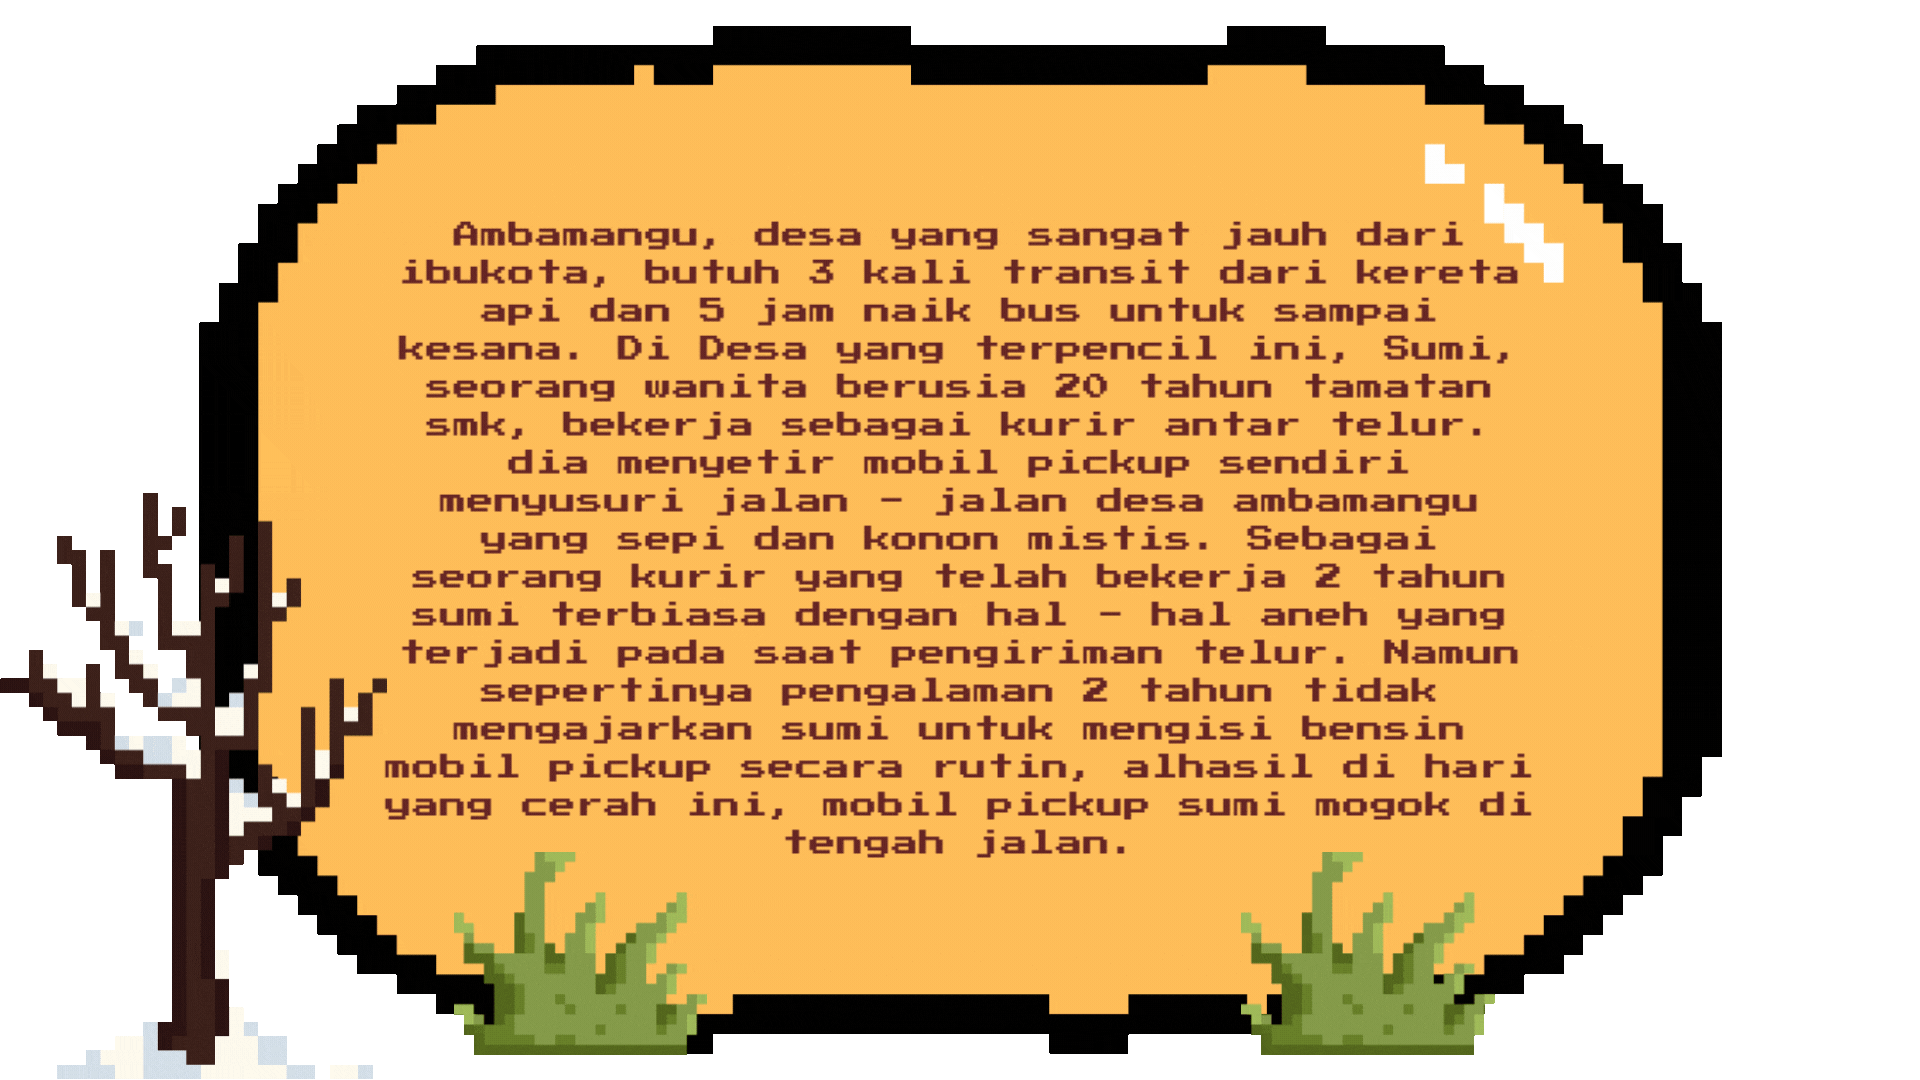 Ambamangu, desa yang sangat jauh dari
ibukota, butuh 3 kali transit dari kereta
api dan 5 jam naik bus untuk sampai
kesana. Di Desa yang terpencil ini, Sumi,
seorang wanita berusia 20 tahun tamatan
smk, bekerja sebagai kurir antar telur.
dia menyetir mobil pickup sendiri
menyusuri jalan - jalan desa ambamangu
yang sepi dan konon mistis. Sebagai
seorang kurir yang telah bekerja 2 tahun
sumi terbiasa dengan hal - hal aneh yang
terjadi pada saat pengiriman telur. Namun
sepertinya pengalaman 2 tahun tidak
mengajarkan sumi untuk mengisi bensin
mobil pickup secara rutin, alhasil di hari
yang cerah ini, mobil pickup sumi mogok di
tengah jalan.